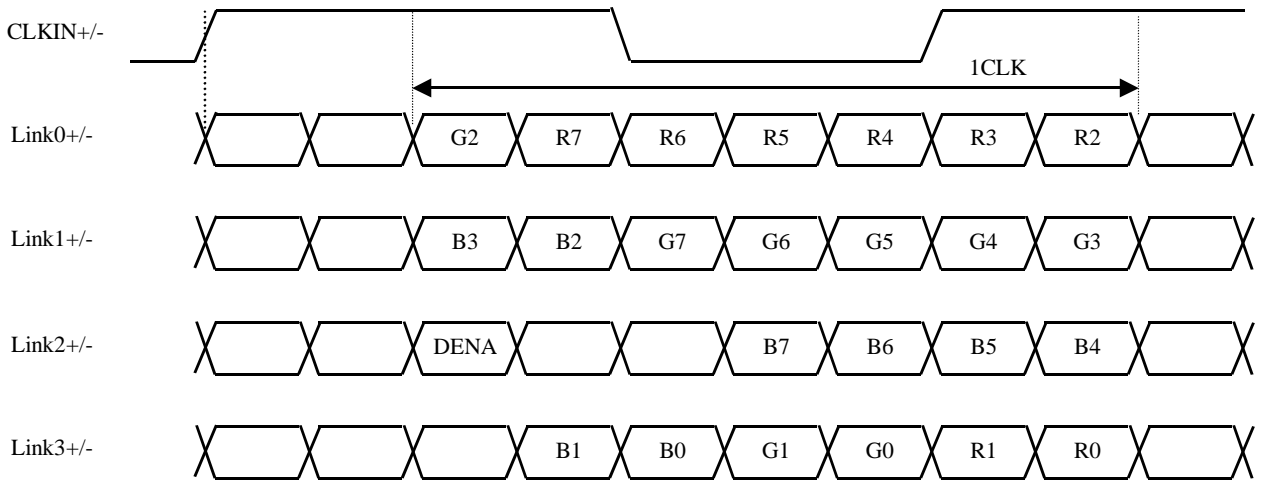 CLKIN+/-
1CLK
Link0+/- G2 R7 R6 R5 R4 R3 R2
Link1+/- B3 B2 G7 G6 G5 G4 G3
Link2+/- DENA B7 B6 B5 B4
Link3+/- B1 B0 G1 G0 R1 R0